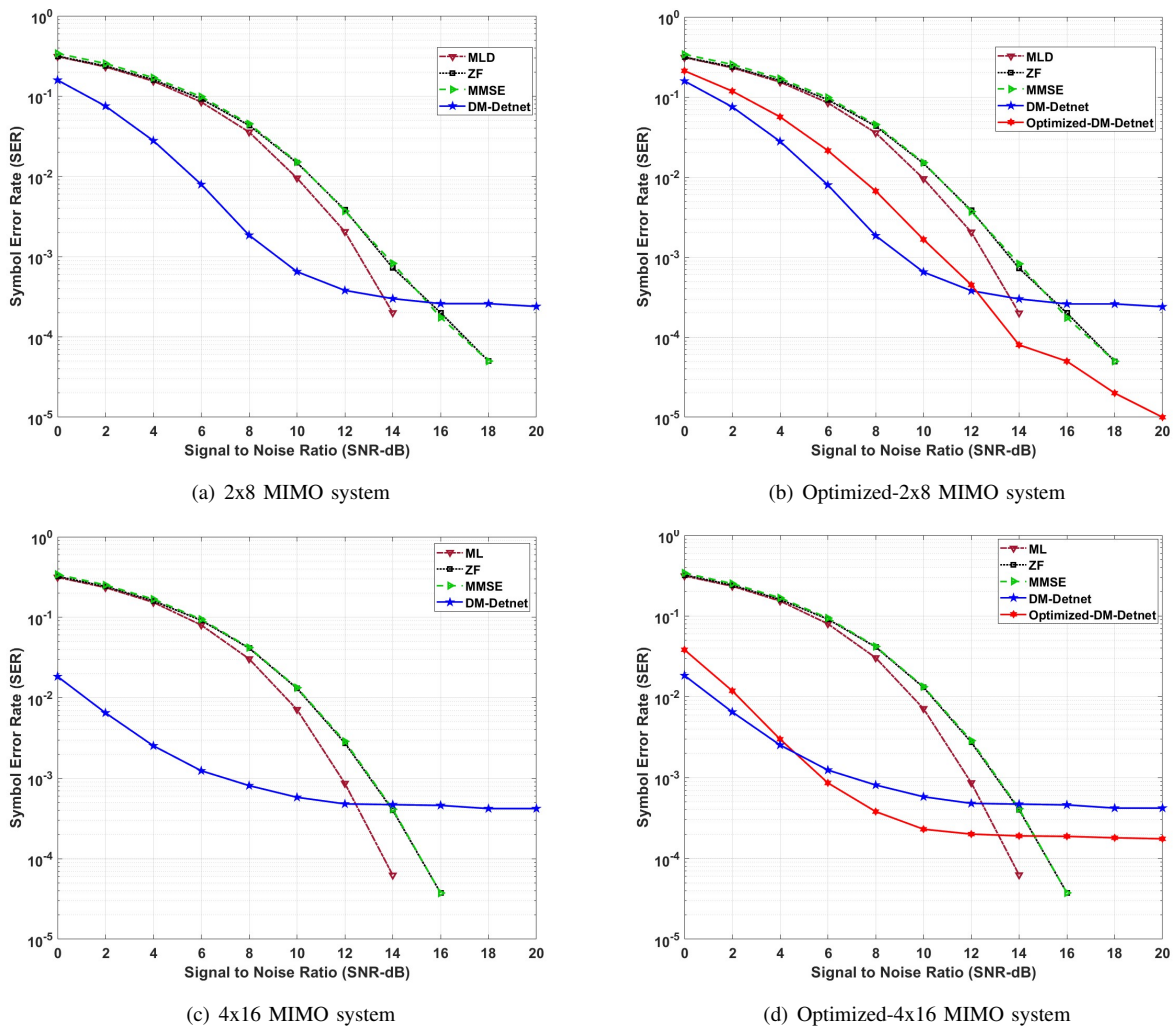 10^0
10^-1
10^-2
10^-3
10^-4
10^-5
Symbol Error Rate (SER)
0 2 4 6 8 10 12 14 16 18 20
Signal to Noise Ratio (SNR-dB)
MLD
ZF
MMSE
DM-Detnet
(a) 2x8 MIMO system
10^0
10^-1
10^-2
10^-3
10^-4
10^-5
Symbol Error Rate (SER)
0 2 4 6 8 10 12 14 16 18 20
Signal to Noise Ratio (SNR-dB)
MLD
ZF
MMSE
DM-Detnet
Optimized-DM-Detnet
(b) Optimized-2x8 MIMO system
10^0
10^-1
10^-2
10^-3
10^-4
10^-5
Symbol Error Rate (SER)
0 2 4 6 8 10 12 14 16 18 20
Signal to Noise Ratio (SNR-dB)
ML
ZF
MMSE
DM-Detnet
(c) 4x16 MIMO system
10^0
10^-1
10^-2
10^-3
10^-4
10^-5
Symbol Error Rate (SER)
0 2 4 6 8 10 12 14 16 18 20
Signal to Noise Ratio (SNR-dB)
ML
ZF
MMSE
DM-Detnet
Optimized-DM-Detnet
(d) Optimized-4x16 MIMO system